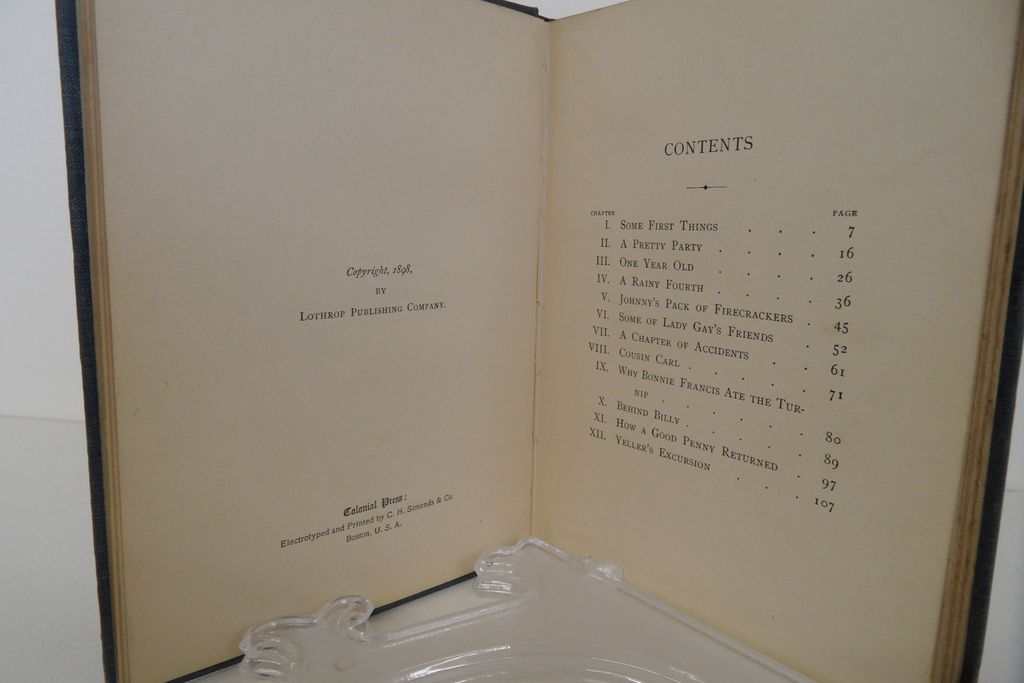 Copyright, 1898,
BY
LOTHROP PUBLISHING COMPANY.
Colonial Press:
Electrotyped and Printed by C. H. Simonds & Co
Boston, U. S. A.
CONTENTS
CHAPTER PAGE
I. SOME FIRST THINGS . . . 7
II. A PRETTY PARTY . . . . 16
III. ONE YEAR OLD . . . . 26
IV. A RAINY FOURTH . . . . 36
V. JOHNNY'S PACK OF FIRECRACKERS . 45
VI. SOME OF LADY GAY'S FRIENDS . 52
VII. A CHAPTER OF ACCIDENTS . . 61
VIII. COUSIN CARL . . . . . 71
IX. WHY BONNIE FRANCIS ATE THE TUR-
NIP . . . . . . 80
X. BEHIND BILLY . . . . . 89
XI. HOW A GOOD PENNY RETURNED . 97
XII. YELLER'S EXCURSION . . . 107